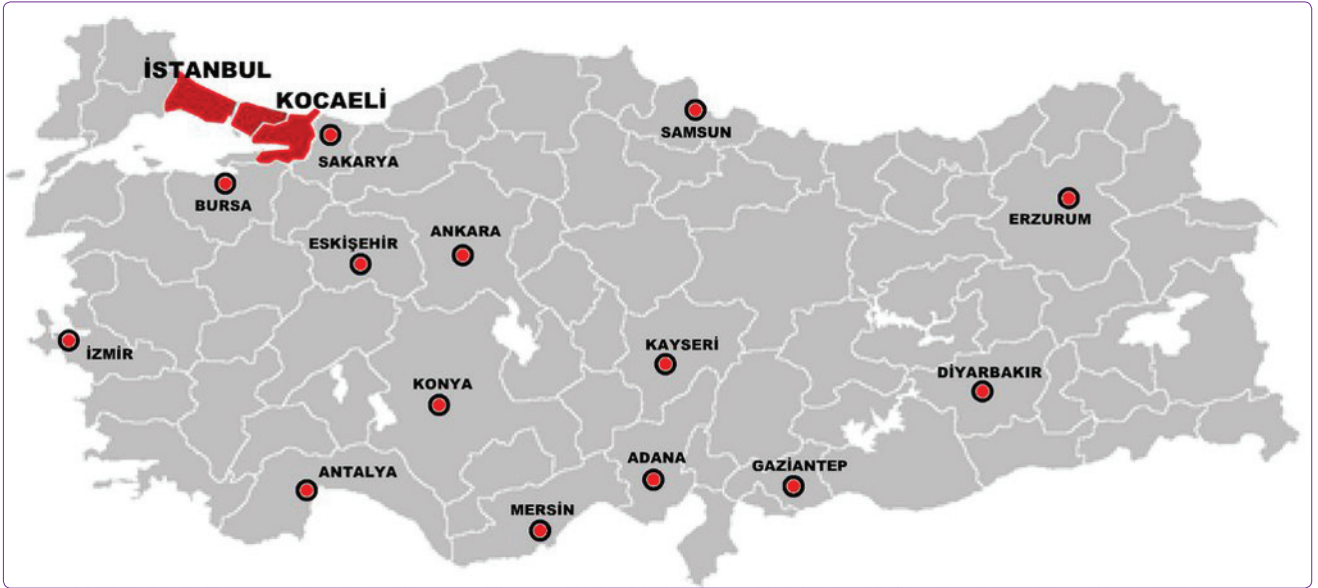 İSTANBUL
KOCAELİ
SAMSUN
SAKARYA
BURSA
ERZURUM
ANKARA
ESKİŞEHİR
İZMİR
KAYSERİ
DİYARBAKIR
KONYA
ADANA
GAZİANTEP
ANTALYA
MERSİN